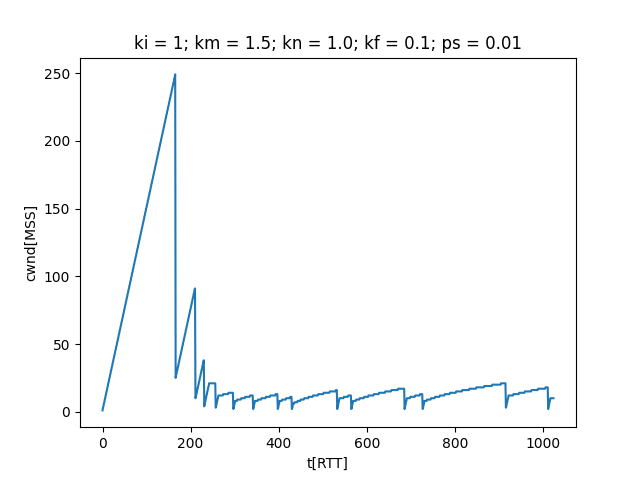 ki = 1; km = 1.5; kn = 1.0; kf = 0.1; ps = 0.01
250
200
150
100
50
0
cwnd[MSS]
0 200 400 600 800 1000
t[RTT]